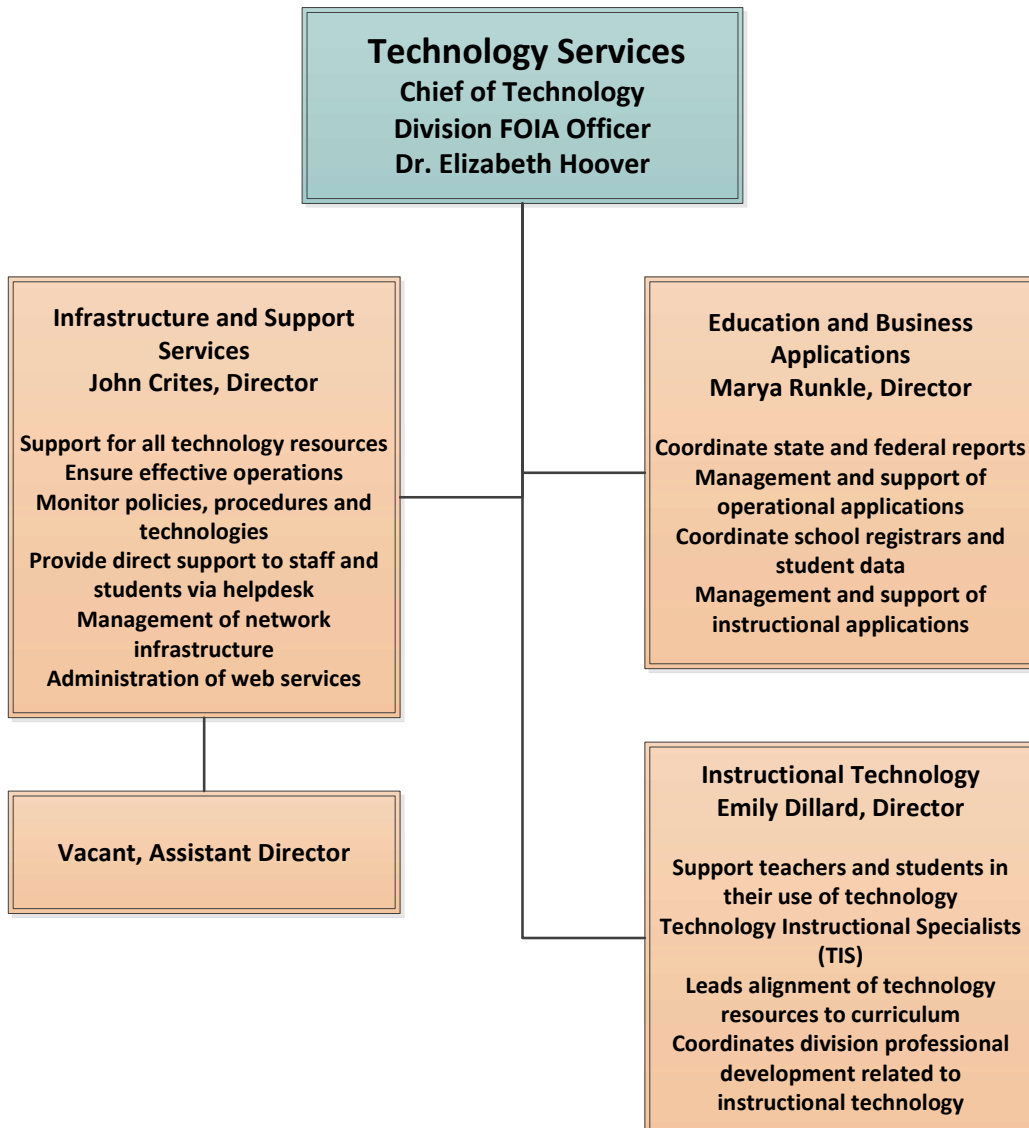 Technology Services
Chief of Technology
Division FOIA Officer
Dr. Elizabeth Hoover
Infrastructure and Support
Services
John Crites, Director
Support for all technology resources
Ensure effective operations
Monitor policies, procedures and
technologies
Provide direct support to staff and
students via helpdesk
Management of network
infrastructure
Administration of web services
Vacant, Assistant Director
Education and Business
Applications
Marya Runkle, Director
Coordinate state and federal reports
Management and support of
operational applications
Coordinate school registrars and
student data
Management and support of
instructional applications
Instructional Technology
Emily Dillard, Director
Support teachers and students in
their use of technology
Technology Instructional Specialists
(TIS)
Leads alignment of technology
resources to curriculum
Coordinates division professional
development related to
instructional technology